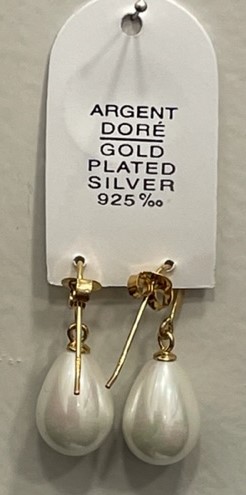 ARGENT
DORÉ
GOLD
PLATED
SILVER
925‰